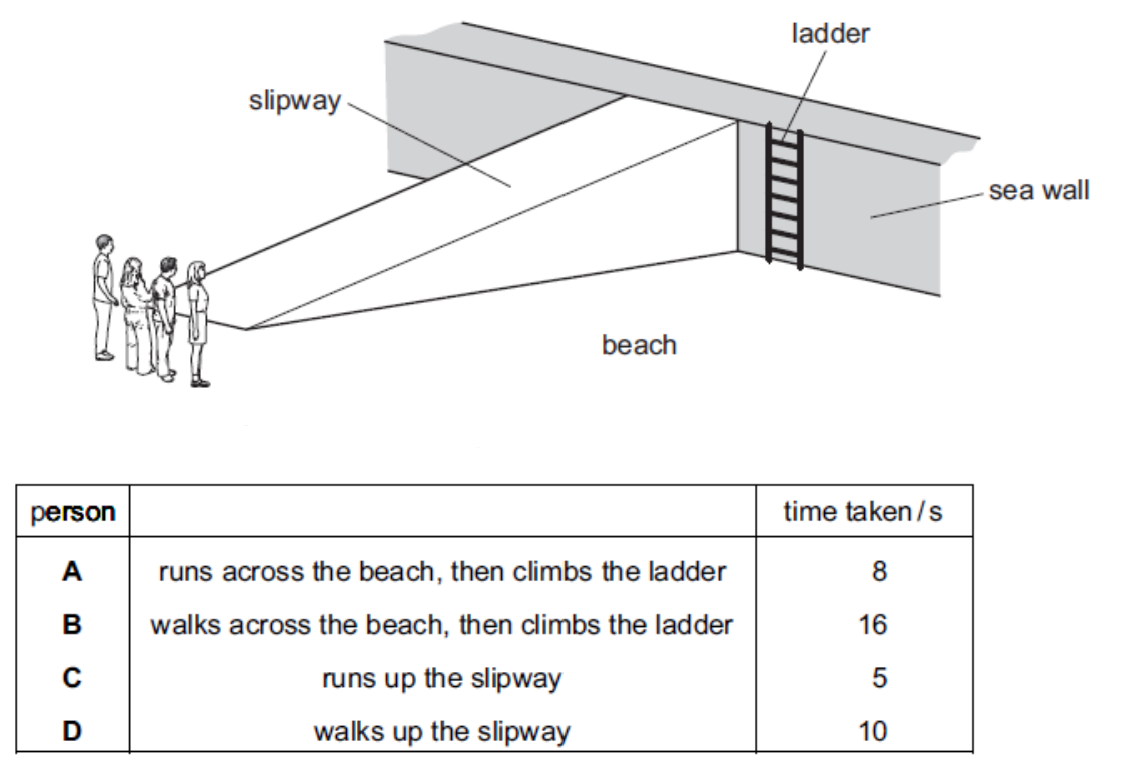 ladder
slipway
sea wall
beach
person time taken / s
A runs across the beach, then climbs the ladder 8
B walks across the beach, then climbs the ladder 16
C runs up the slipway 5
D walks up the slipway 10